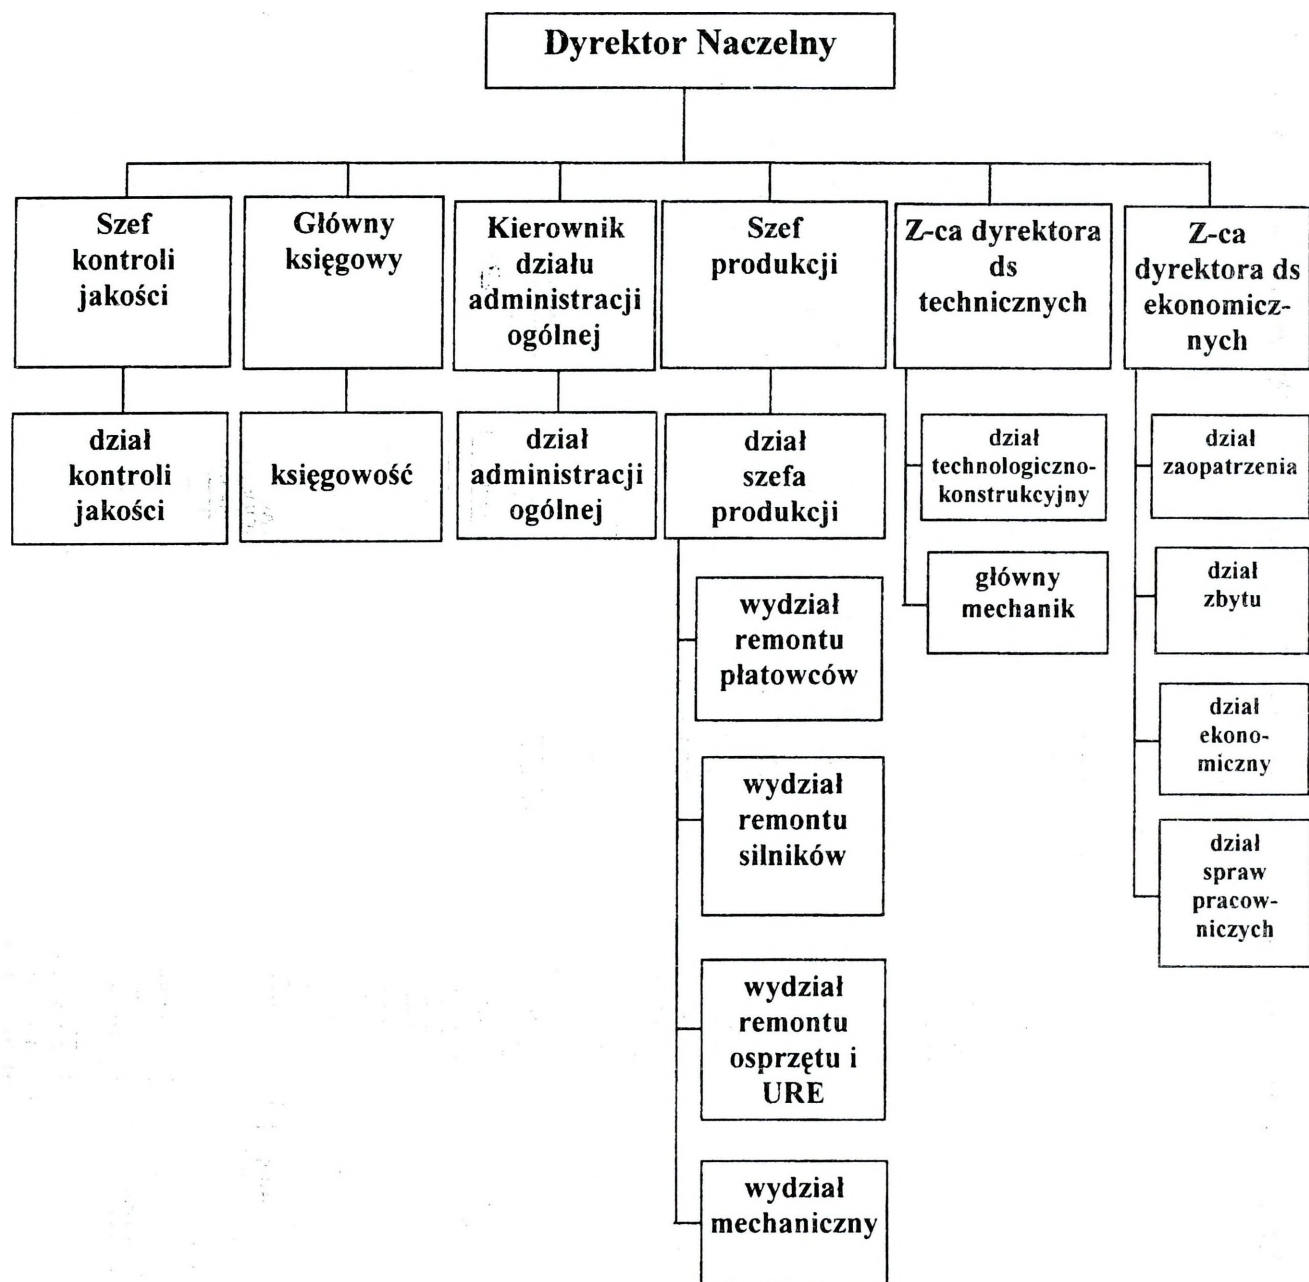 Dyrektor Naczelny
Szef
kontroli
jakości
Główny
księgowy
Kierownik
działu
administracji
ogólnej
Szef
produkcji
Z-ca dyrektora
ds
technicznych
Z-ca
dyrektora ds
ekonomicz-
nych
dział
kontroli
jakości
księgowość
dział
administracji
ogólnej
dział
szefa
produkcji
dział
technologiczno-
konstrukcyjny
główny
mechanik
dział
zaopatrzenia
dział
zbytu
dział
ekono-
miczny
dział
spraw
pracow-
niczych
wydział
remontu
płatowców
wydział
remontu
silników
wydział
remontu
osprzętu i
URE
wydział
mechaniczny